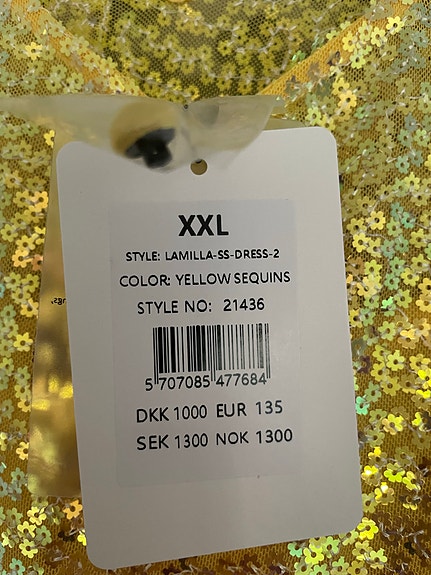 XXL
STYLE: LAMILLA-SS-DRESS-2
COLOR: YELLOW SEQUINS
STYLE NO: 21436
5 707085 477684
DKK 1000 EUR 135
SEK 1300 NOK 1300